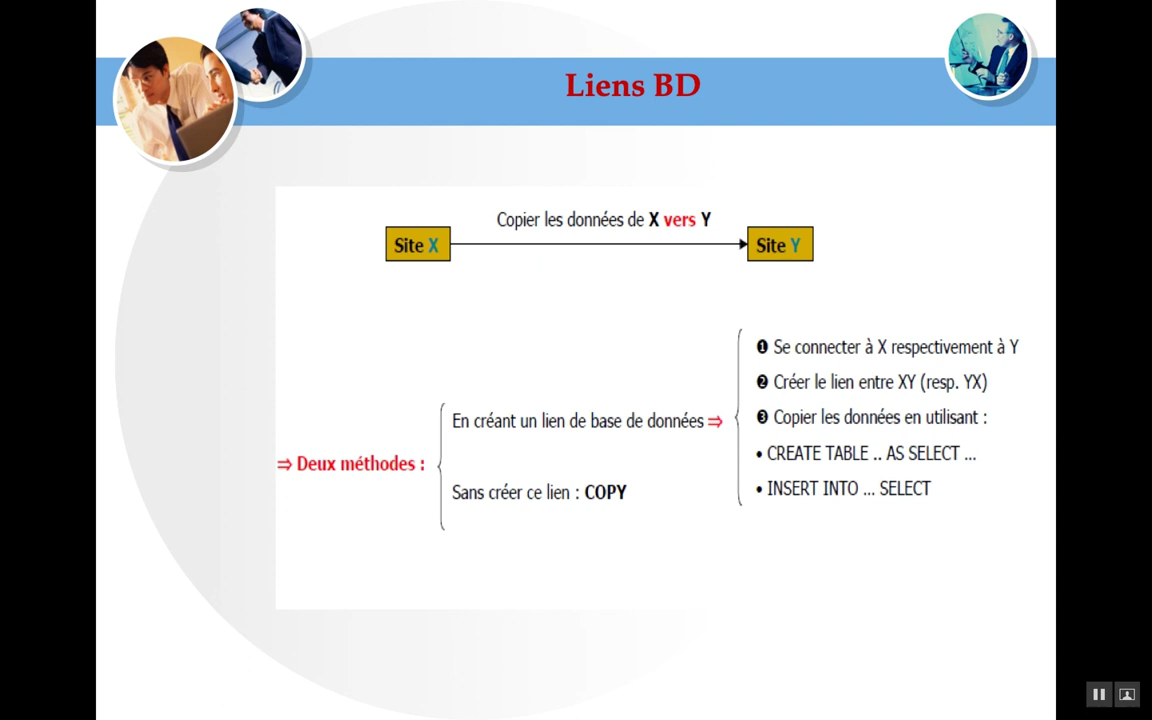 Liens BD
Copier les données de X vers Y
Site X
Site Y
❶ Se connecter à X respectivement à Y
❷ Créer le lien entre XY (resp. YX)
En créant un lien de base de données ⇒
❸ Copier les données en utilisant :
• CREATE TABLE .. AS SELECT ...
⇒ Deux méthodes :
Sans créer ce lien : COPY
• INSERT INTO ... SELECT